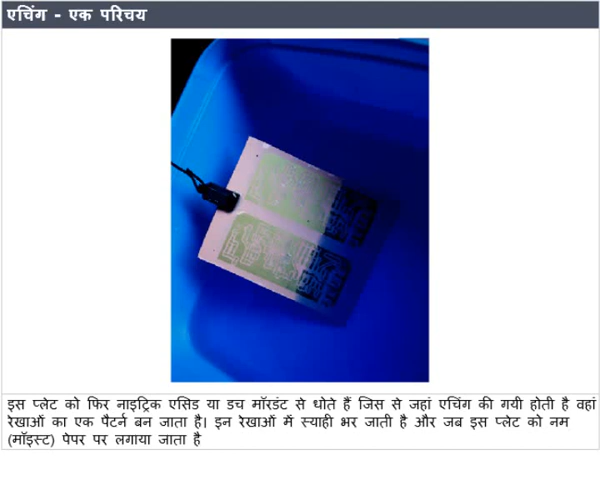 एचिंग - एक परिचय
इस प्लेट को फिर नाइट्रिक एसिड या डच मॉरडंट से धोते हैं जिस से जहां एचिंग की गयी होती है वहां
रेखाओं का एक पैटर्न बन जाता है। इन रेखाओं में स्याही भर जाती है और जब इस प्लेट को नम
(मॉइस्ट) पेपर पर लगाया जाता है